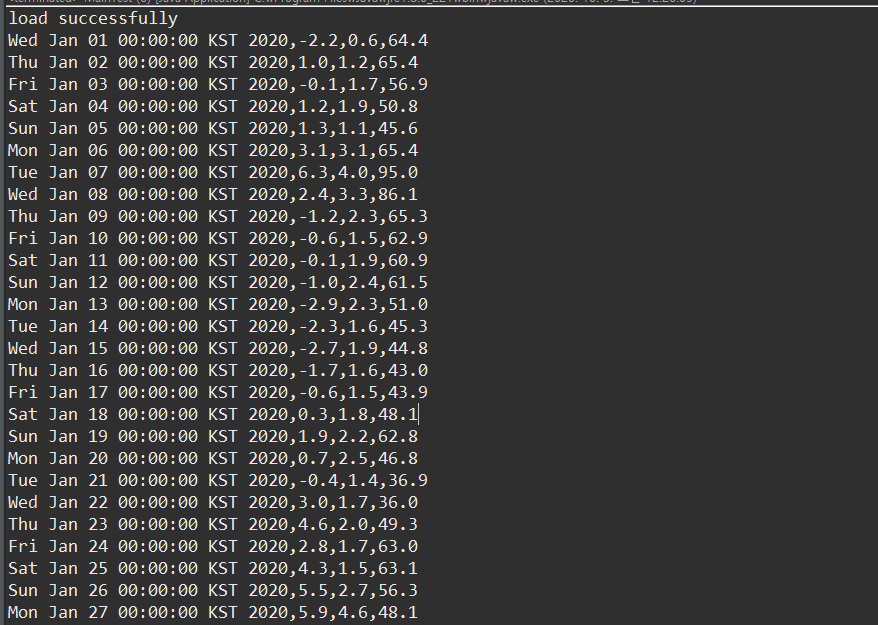 load successfully
Wed Jan 01 00:00:00 KST 2020,-2.2,0.6,64.4
Thu Jan 02 00:00:00 KST 2020,1.0,1.2,65.4
Fri Jan 03 00:00:00 KST 2020,-0.1,1.7,56.9
Sat Jan 04 00:00:00 KST 2020,1.2,1.9,50.8
Sun Jan 05 00:00:00 KST 2020,1.3,1.1,45.6
Mon Jan 06 00:00:00 KST 2020,3.1,3.1,65.4
Tue Jan 07 00:00:00 KST 2020,6.3,4.0,95.0
Wed Jan 08 00:00:00 KST 2020,2.4,3.3,86.1
Thu Jan 09 00:00:00 KST 2020,-1.2,2.3,65.3
Fri Jan 10 00:00:00 KST 2020,-0.6,1.5,62.9
Sat Jan 11 00:00:00 KST 2020,-0.1,1.9,60.9
Sun Jan 12 00:00:00 KST 2020,-1.0,2.4,61.5
Mon Jan 13 00:00:00 KST 2020,-2.9,2.3,51.0
Tue Jan 14 00:00:00 KST 2020,-2.3,1.6,45.3
Wed Jan 15 00:00:00 KST 2020,-2.7,1.9,44.8
Thu Jan 16 00:00:00 KST 2020,-1.7,1.6,43.0
Fri Jan 17 00:00:00 KST 2020,-0.6,1.5,43.9
Sat Jan 18 00:00:00 KST 2020,0.3,1.8,48.1
Sun Jan 19 00:00:00 KST 2020,1.9,2.2,62.8
Mon Jan 20 00:00:00 KST 2020,0.7,2.5,46.8
Tue Jan 21 00:00:00 KST 2020,-0.4,1.4,36.9
Wed Jan 22 00:00:00 KST 2020,3.0,1.7,36.0
Thu Jan 23 00:00:00 KST 2020,4.6,2.0,49.3
Fri Jan 24 00:00:00 KST 2020,2.8,1.7,63.0
Sat Jan 25 00:00:00 KST 2020,4.3,1.5,63.1
Sun Jan 26 00:00:00 KST 2020,5.5,2.7,56.3
Mon Jan 27 00:00:00 KST 2020,5.9,4.6,48.1